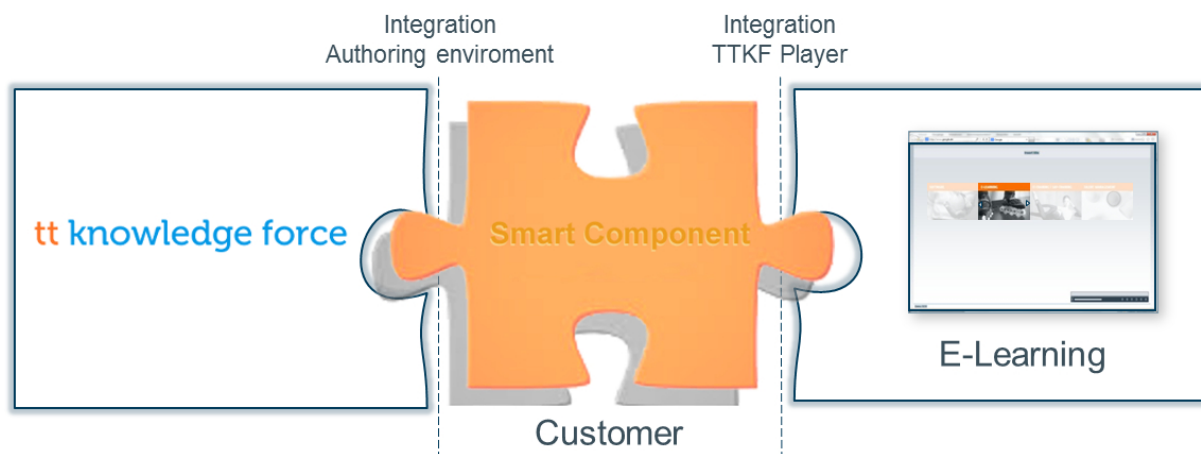 Integration
Authoring enviroment
Integration
TTKF Player
tt knowledge force
Smart Component
E-Learning
Customer